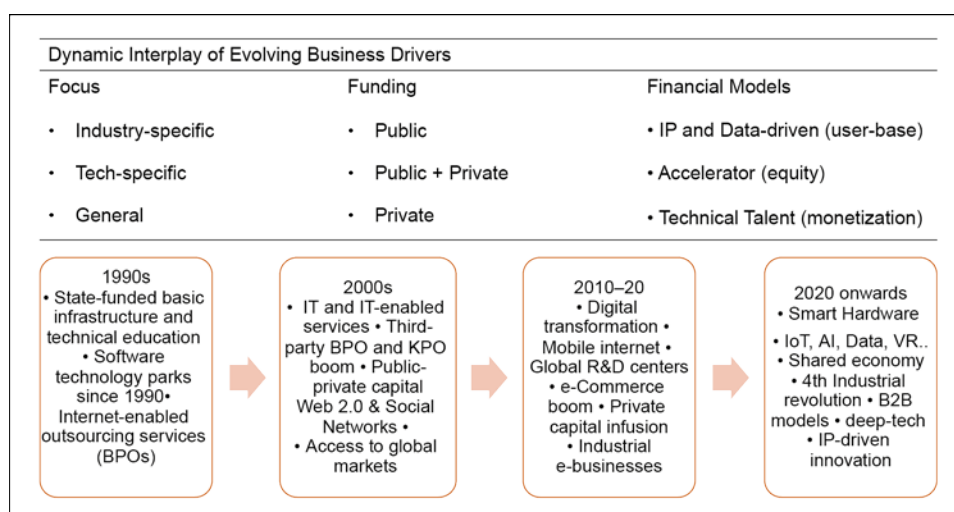 Dynamic Interplay of Evolving Business Drivers
Focus
Funding
Financial Models
• Industry-specific
• Public
• IP and Data-driven (user-base)
• Tech-specific
• Public + Private
• Accelerator (equity)
• General
• Private
• Technical Talent (monetization)
1990s
• State-funded basic
infrastructure and
technical education
• Software
technology parks
since 1990•
Internet-enabled
outsourcing services
(BPOs)
2000s
• IT and IT-enabled
services • Third-
party BPO and KPO
boom • Public-
private capital
Web 2.0 & Social
Networks •
• Access to global
markets
2010–20
• Digital
transformation •
Mobile internet •
Global R&D centers
• e-Commerce
boom • Private
capital infusion
• Industrial
e-businesses
2020 onwards
• Smart Hardware
• IoT, AI, Data, VR..
• Shared economy
• 4th Industrial
revolution • B2B
models • deep-tech
• IP-driven
innovation